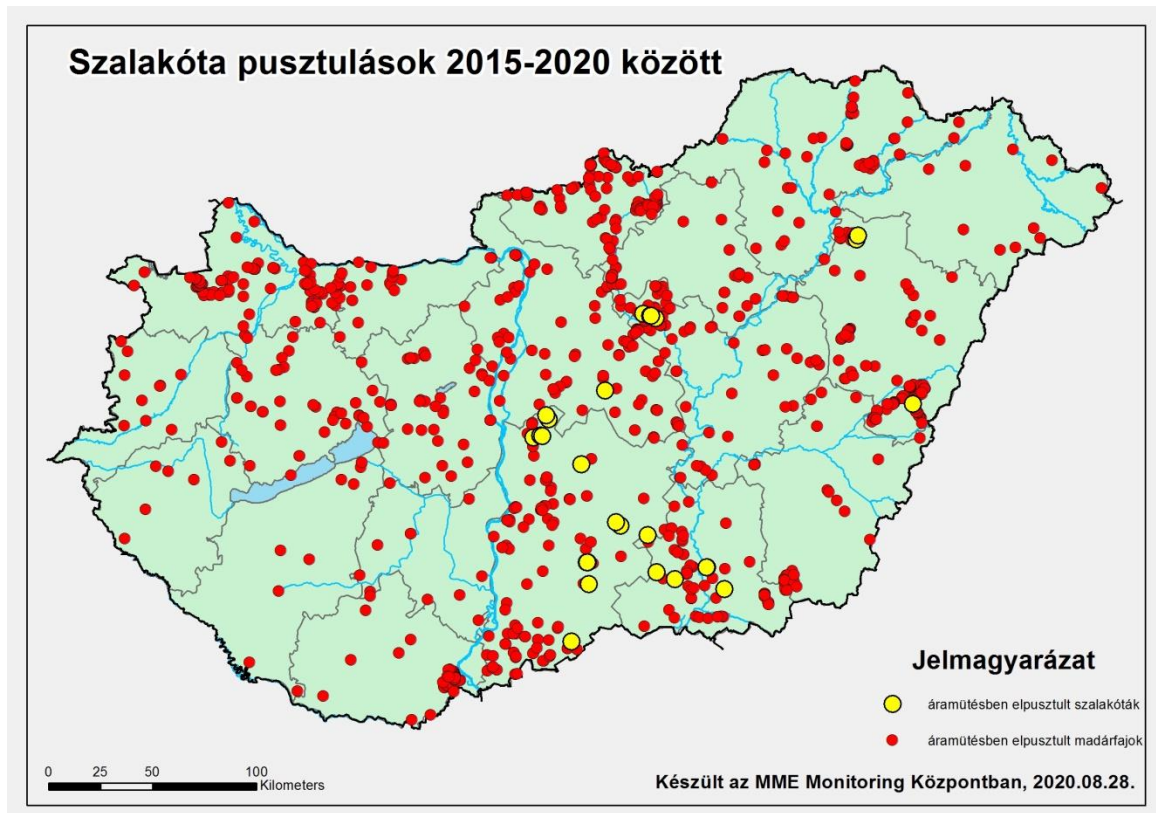 Szalakóta pusztulások 2015-2020 között
Jelmagyarázat
áramütésben elpusztult szalakóták
áramütésben elpusztult madárfajok
0 25 50 100
Kilometers
Készült az MME Monitoring Központban, 2020.08.28.